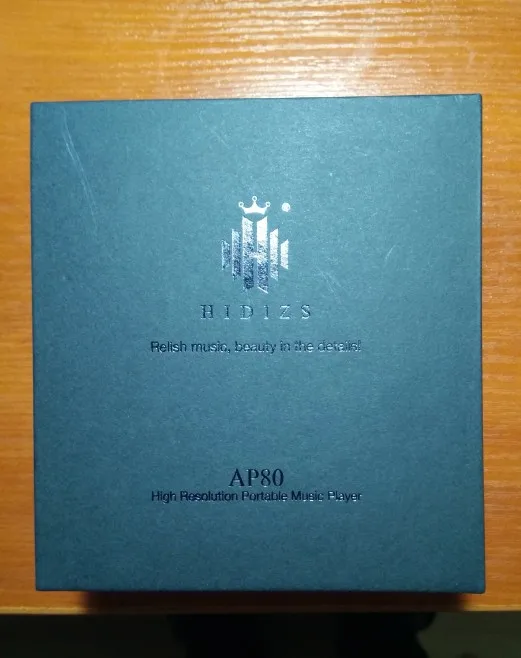 HIDIZS
Relish music, beauty in the details!
AP80
High Resolution Portable Music Player